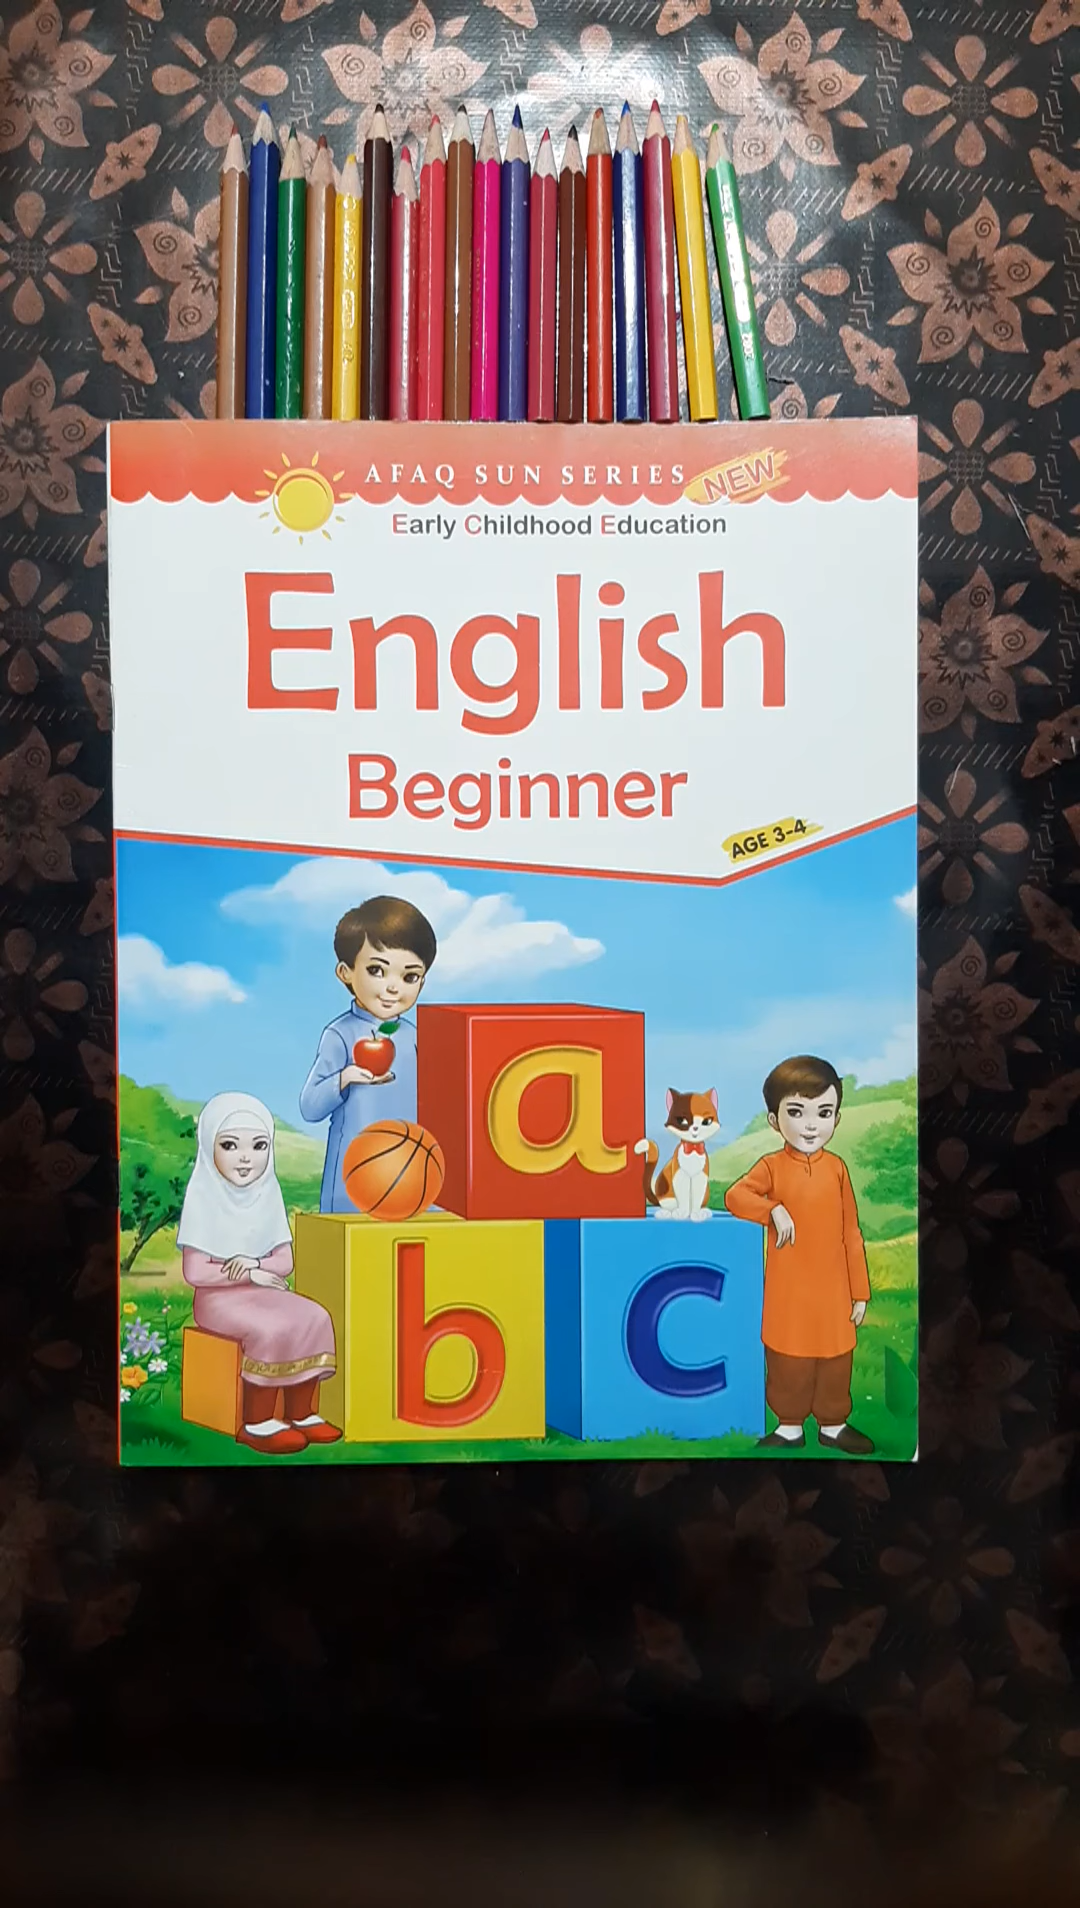 AFAQ SUN SERIES
NEW
Early Childhood Education
English
Beginner
AGE 3-4
a
b
c